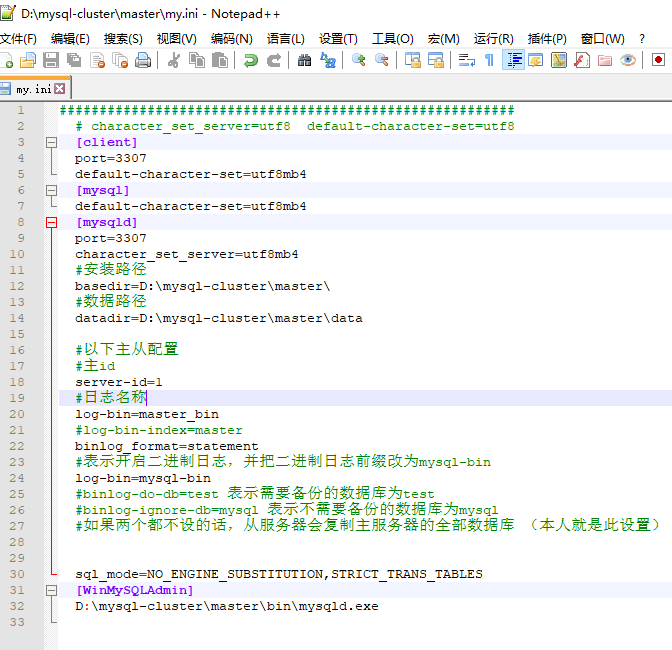 D:\mysql-cluster\master\my.ini - Notepad++
文件(F) 编辑(E) 搜索(S) 视图(V) 编码(N) 语言(L) 设置(T) 工具(O) 宏(M) 运行(R) 插件(P) 窗口(W) ?
my.ini
1 #########################################################
2 # character_set_server=utf8  default-character-set=utf8
3 [client]
4 port=3307
5 default-character-set=utf8mb4
6 [mysql]
7 default-character-set=utf8mb4
8 [mysqld]
9 port=3307
10 character_set_server=utf8mb4
11 #安装路径
12 basedir=D:\mysql-cluster\master\
13 #数据路径
14 datadir=D:\mysql-cluster\master\data
15
16 #以下主从配置
17 #主id
18 server-id=1
19 #日志名称
20 log-bin=master_bin
21 #log-bin-index=master
22 binlog_format=statement
23 #表示开启二进制日志，并把二进制日志前缀改为mysql-bin
24 log-bin=mysql-bin
25 #binlog-do-db=test 表示需要备份的数据库为test
26 #binlog-ignore-db=mysql 表示不需要备份的数据库为mysql
27 #如果两个都不设的话，从服务器会复制主服务器的全部数据库 （本人就是此设置）
28
29
30 sql_mode=NO_ENGINE_SUBSTITUTION,STRICT_TRANS_TABLES
31 [WinMySQLAdmin]
32 D:\mysql-cluster\master\bin\mysqld.exe
33